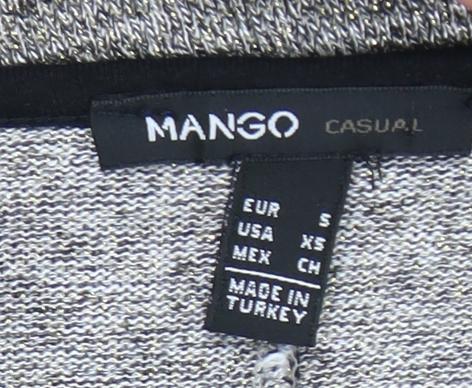 MANGO CASUAL
EUR S
USA XS
MEX CH
MADE IN
TURKEY